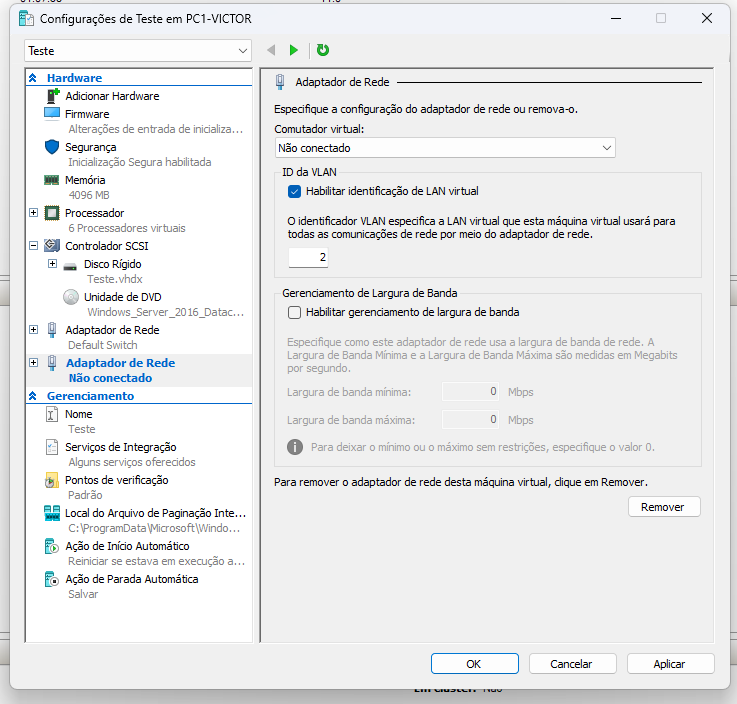 Configurações de Teste em PC1-VICTOR
Teste
Hardware
Adicionar Hardware
Firmware
Alterações de entrada de inicializa...
Segurança
Inicialização Segura habilitada
Memória
4096 MB
Processador
6 Processadores virtuais
Controlador SCSI
Disco Rígido
Teste.vhdx
Unidade de DVD
Windows_Server_2016_Datac...
Adaptador de Rede
Default Switch
Adaptador de Rede
Não conectado
Gerenciamento
Nome
Teste
Serviços de Integração
Alguns serviços oferecidos
Pontos de verificação
Padrão
Local do Arquivo de Paginação Inte...
C:\ProgramData\Microsoft\Windo...
Ação de Início Automático
Reiniciar se estava em execução a...
Ação de Parada Automática
Salvar
Adaptador de Rede
Especifique a configuração do adaptador de rede ou remova-o.
Comutador virtual:
Não conectado
ID da VLAN
Habilitar identificação de LAN virtual
O identificador VLAN especifica a LAN virtual que esta máquina virtual usará para
todas as comunicações de rede por meio do adaptador de rede.
2
Gerenciamento de Largura de Banda
Habilitar gerenciamento de largura de banda
Especifique como este adaptador de rede usa a largura de banda de rede. A
Largura de Banda Mínima e a Largura de Banda Máxima são medidas em Megabits
por segundo.
Largura de banda mínima: 0 Mbps
Largura de banda máxima: 0 Mbps
Para deixar o mínimo ou o máximo sem restrições, especifique o valor 0.
Para remover o adaptador de rede desta máquina virtual, clique em Remover.
Remover
OK
Cancelar
Aplicar